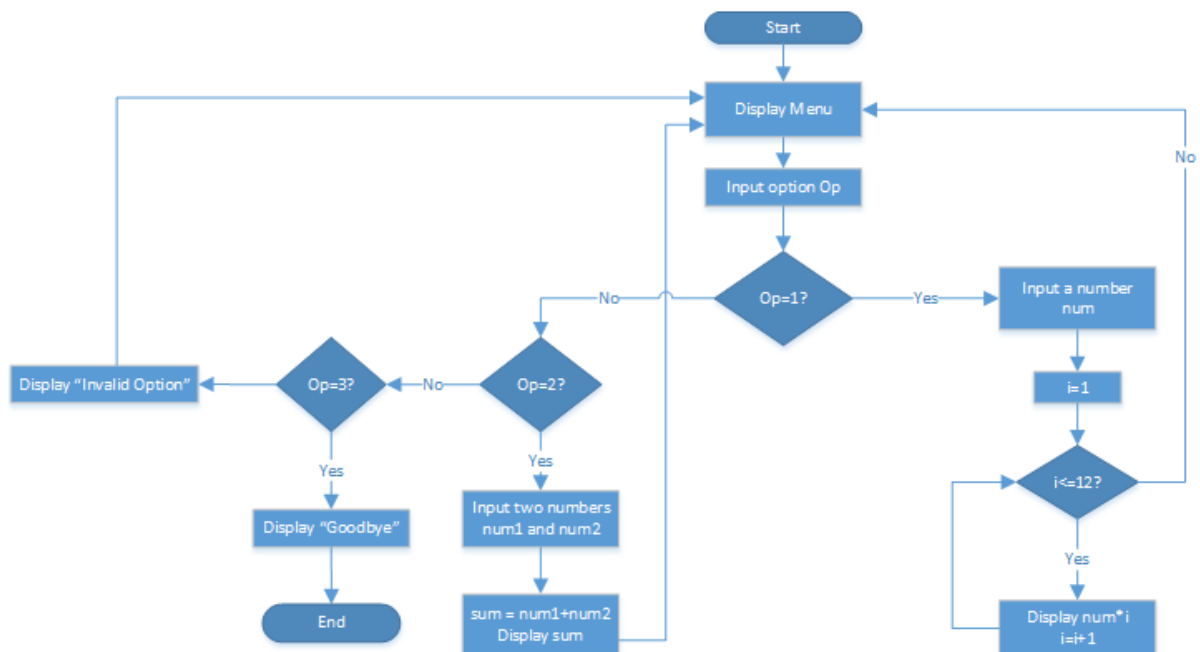 Start
Display Menu
No
Input option Op
Op=1?
No
Yes
Input a number
num
Display “Invalid Option”
Op=3?
No
Op=2?
i=1
Yes
Yes
i<=12?
Input two numbers
num1 and num2
Display “Goodbye”
Yes
sum = num1+num2
Display sum
End
Display num* i
i=i+1